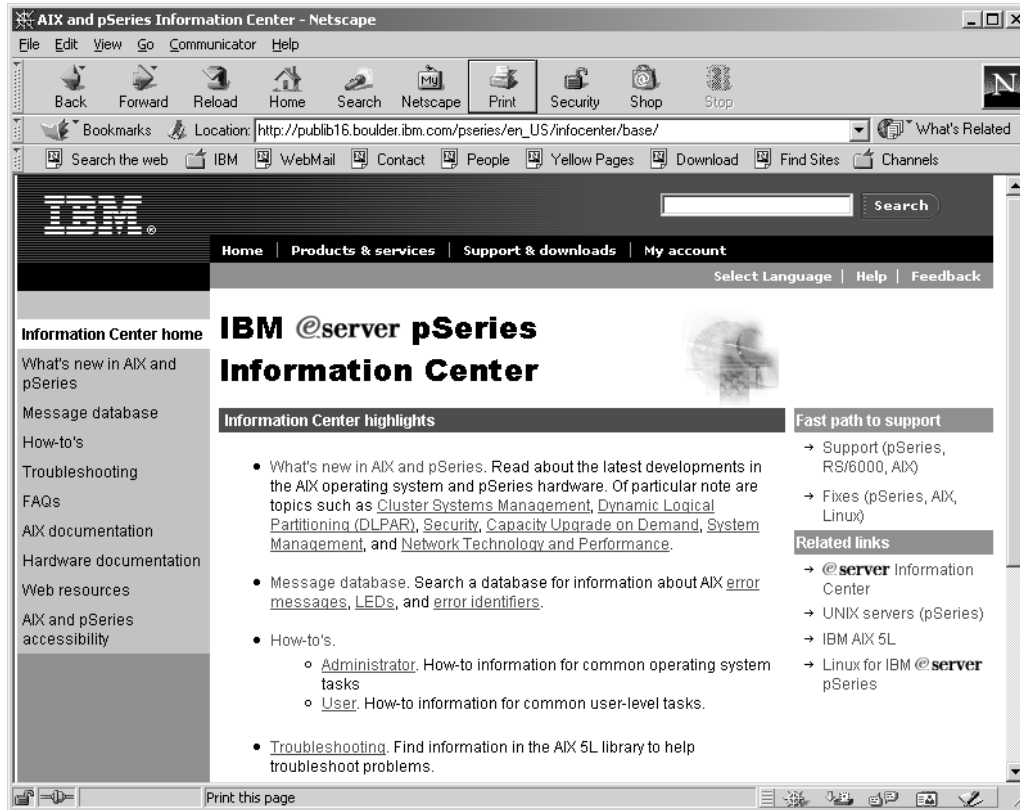 AIX and pSeries Information Center - Netscape
File Edit View Go Communicator Help
My
Back Forward Reload Home Search Netscape Print Security Shop Stop
N
Bookmarks Location: http://publib16.boulder.ibm.com/pseries/en_US/infocenter/base/ What's Related
Search the web IBM WebMail Contact People Yellow Pages Download Find Sites Channels
IBM®
Search
Home | Products & services | Support & downloads | My account
Select Language | Help | Feedback
Information Center home
What's new in AIX and
pSeries
Message database
How-to's
Troubleshooting
FAQs
AIX documentation
Hardware documentation
Web resources
AIX and pSeries
accessibility
IBM @server pSeries
Information Center
Information Center highlights
• What's new in AIX and pSeries. Read about the latest developments in
the AIX operating system and pSeries hardware. Of particular note are
topics such as Cluster Systems Management, Dynamic Logical
Partitioning (DLPAR), Security, Capacity Upgrade on Demand, System
Management, and Network Technology and Performance.
• Message database. Search a database for information about AIX error
messages, LEDs, and error identifiers.
• How-to's.
○ Administrator. How-to information for common operating system
tasks
○ User. How-to information for common user-level tasks.
• Troubleshooting. Find information in the AIX 5L library to help
troubleshoot problems.
Fast path to support
→ Support (pSeries,
RS/6000, AIX)
→ Fixes (pSeries, AIX,
Linux)
Related links
→ @server Information
Center
→ UNIX servers (pSeries)
→ IBM AIX 5L
→ Linux for IBM @server
pSeries
Print this page